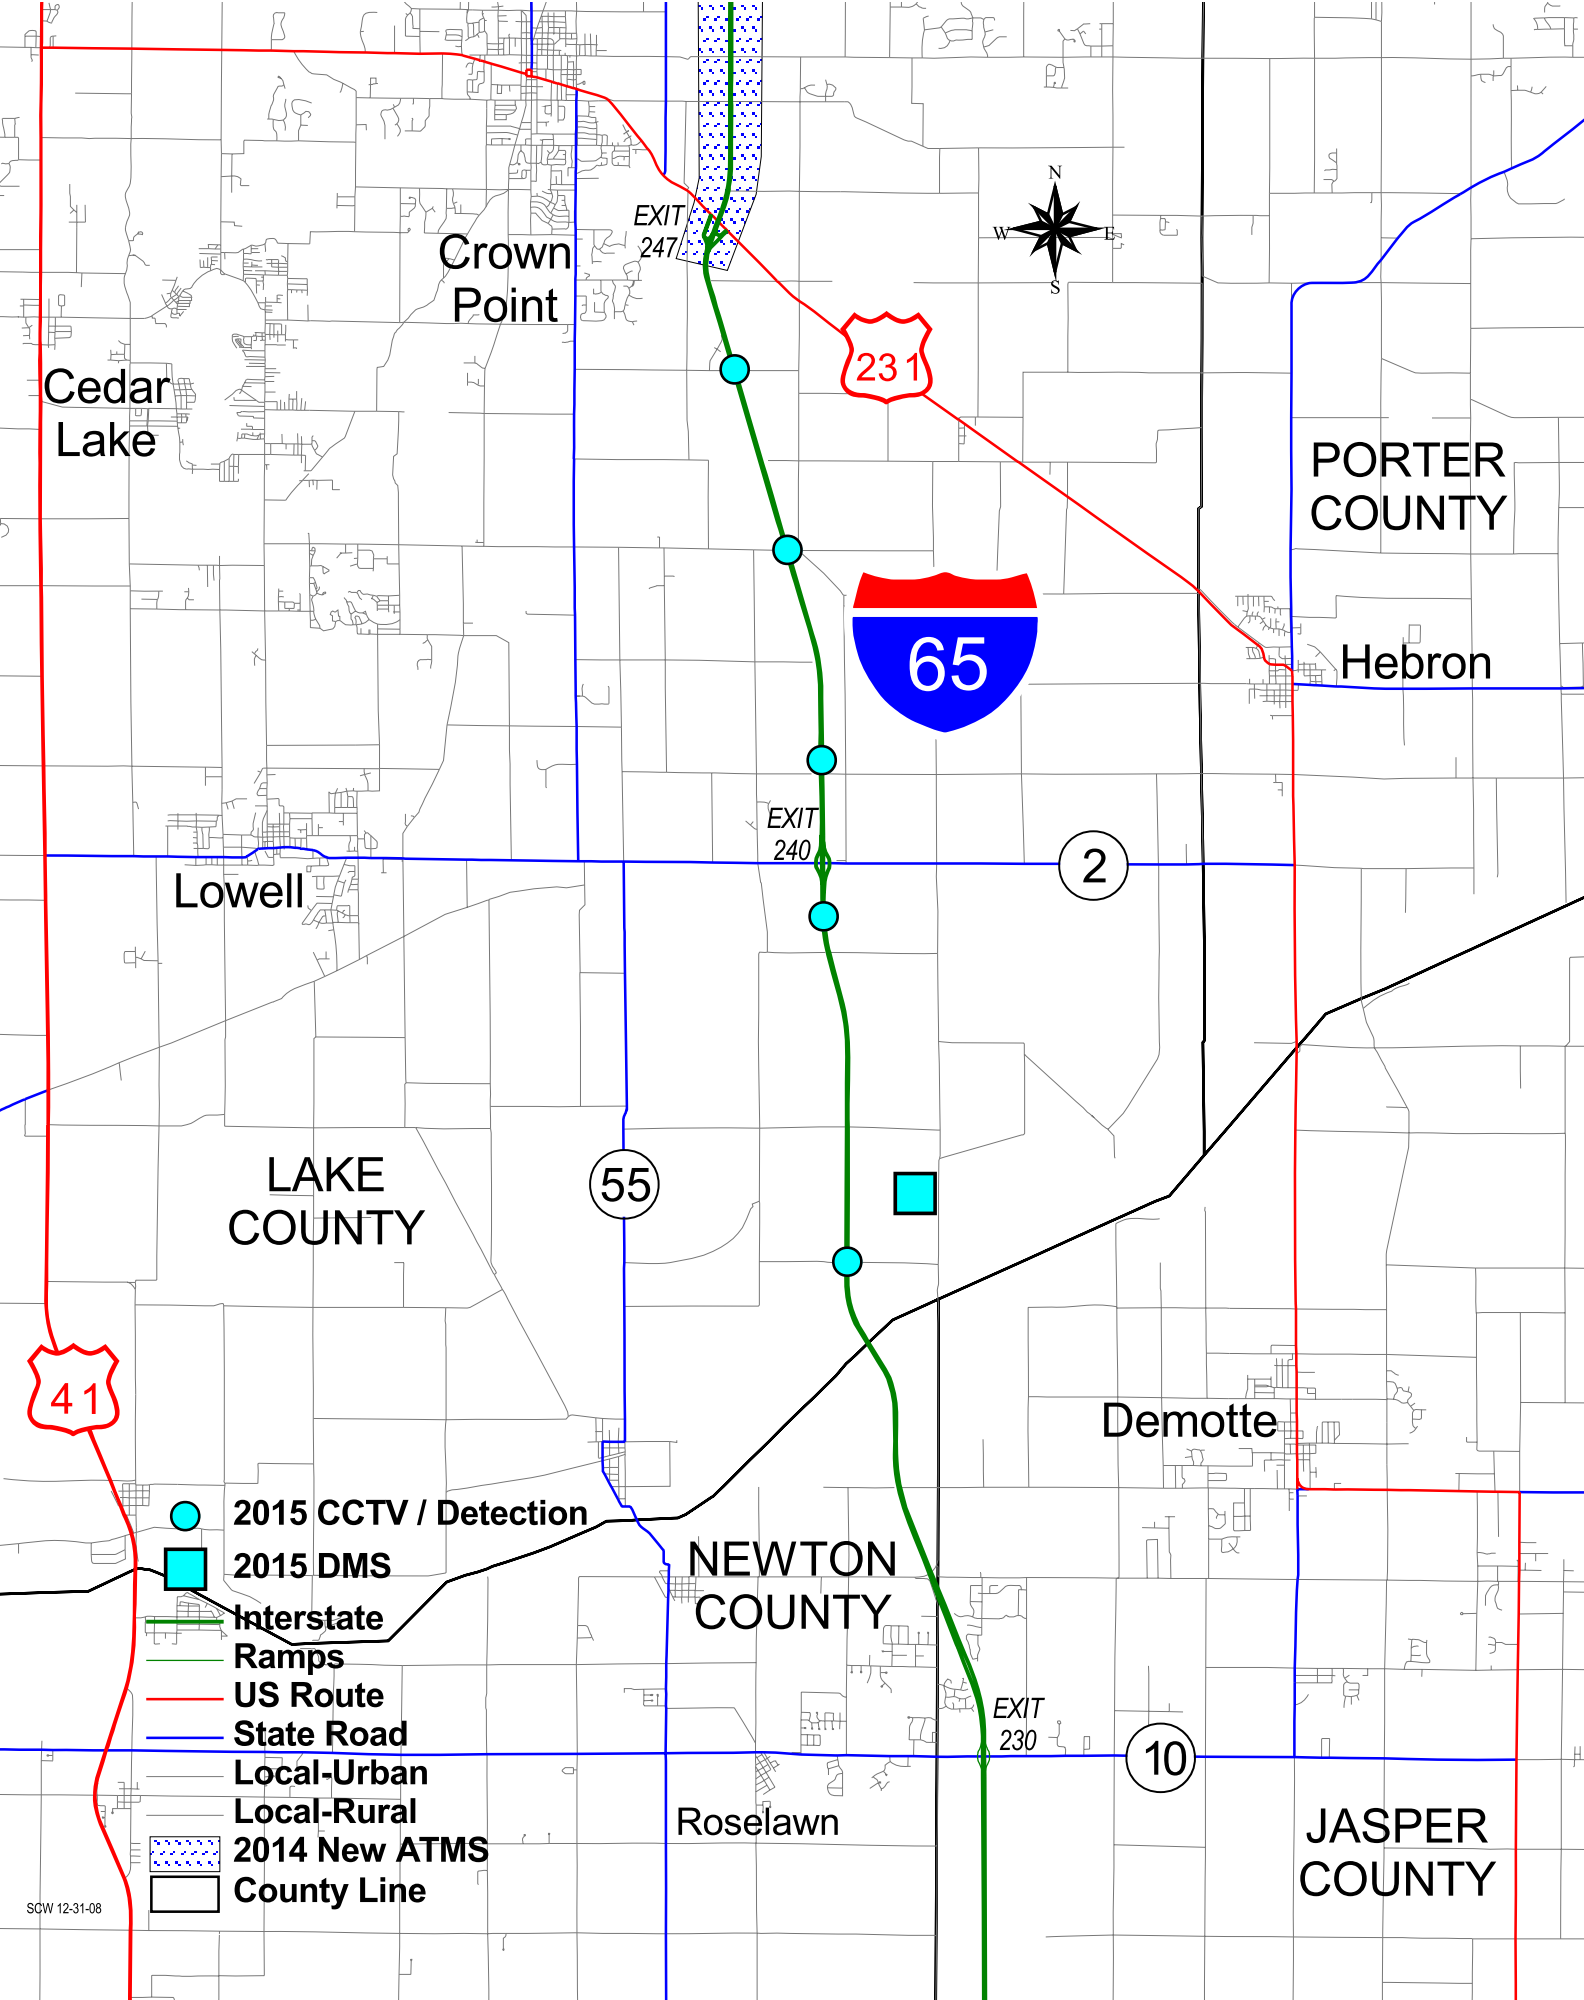 N
W
E
S
EXIT
247
Crown
Point
231
Cedar
Lake
PORTER
COUNTY
65
Hebron
EXIT
240
2
Lowell
LAKE
COUNTY
55
41
Demotte
2015 CCTV / Detection
2015 DMS
Interstate
Ramps
US Route
State Road
Local-Urban
Local-Rural
2014 New ATMS
County Line
NEWTON
COUNTY
EXIT
230
10
Roselawn
JASPER
COUNTY
SCW 12-31-08